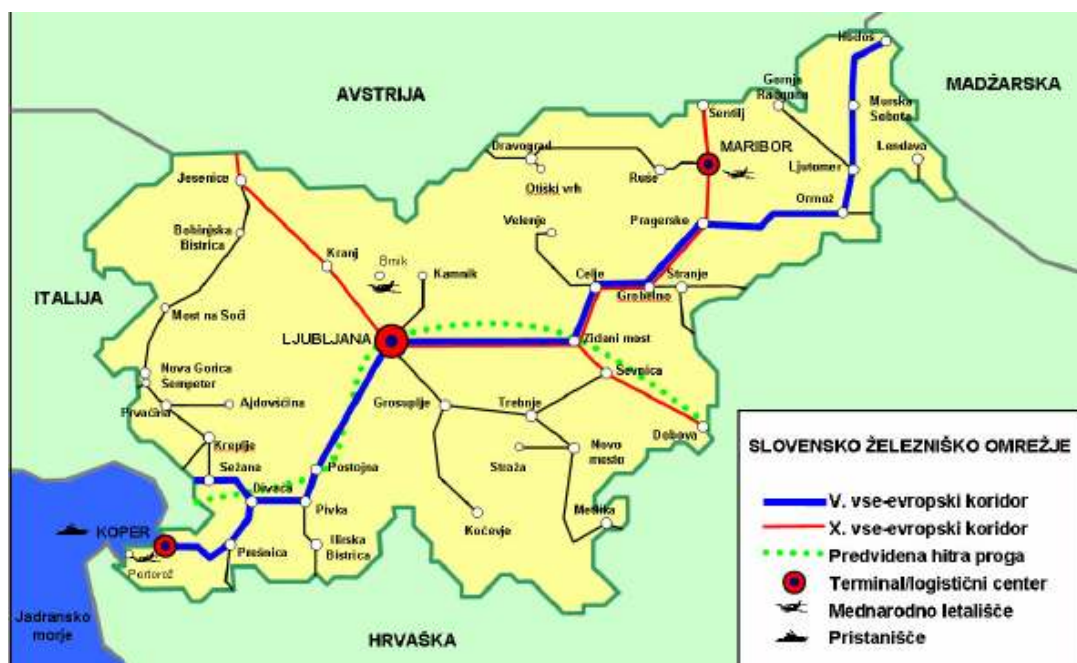 AVSTRIJA
MADŽARSKA
ITALIJA
HRVAŠKA
Jadransko
morje
Hodoš
Gornja
Radgona
Murska
Sobota
Lendava
Ljutomer
Ormož
Šentilj
MARIBOR
Dravograd
Otiški vrh
Ruše
Pragersko
Velenje
Celje
Grobelno
Stranje
Jesenice
Bohinjska
Bistrica
Kranj
Brnik
Kamnik
LJUBLJANA
Zidani most
Most na Soči
Nova Gorica
Šempeter
Ajdovščina
Prvačina
Kreplje
Sežana
Divača
Postojna
Pivka
Ilirska
Bistrica
KOPER
Portorož
Prešnica
Grosuplje
Trebnje
Sevnica
Dobova
Straža
Novo
mesto
Kočevje
Metlika
SLOVENSKO ŽELEZNIŠKO OMREŽJE
V. vse-evropski koridor
X. vse-evropski koridor
Predvidena hitra proga
Terminal/logistični center
Mednarodno letališče
Pristanišče